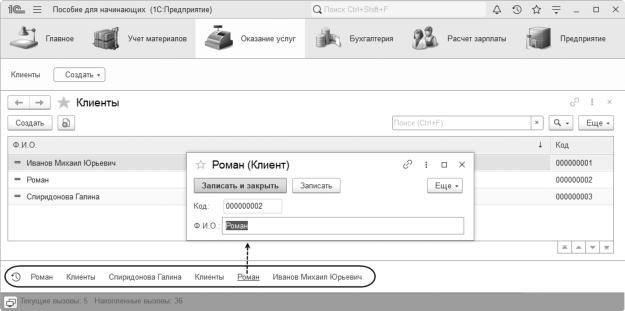 Пособие для начинающих (1С:Предприятие)
Поиск Ctrl+Shift+F
Главное
Учет материалов
Оказание услуг
Бухгалтерия
Расчет зарплаты
Предприятие
Клиенты Создать
Клиенты
Создать Поиск (Ctrl+F) × Еще
Ф.И.О. ↓ Код
Иванов Михаил Юрьевич 000000001
Роман 000000002
Спиридонова Галина 000000003
Роман (Клиент)
Записать и закрыть Записать Еще
Код: 000000002
Ф.И.О.: Роман
Роман Клиенты Спиридонова Галина Клиенты Роман Иванов Михаил Юрьевич
Текущие вызовы: 5 Накопленные вызовы: 36